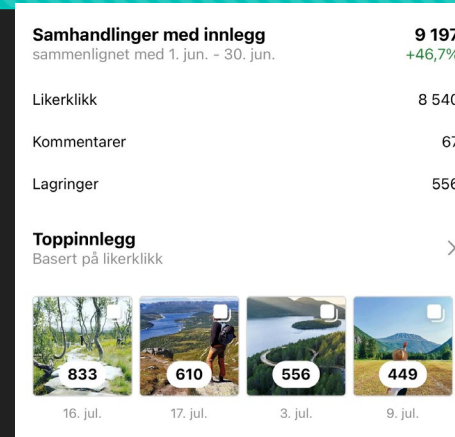 Samhandlinger med innlegg 9 197
sammenlignet med 1. jun. - 30. jun. +46,7%
Likerklikk 8 540
Kommentarer 67
Lagringer 556
Toppinnlegg
Basert på likerklikk
833 610 556 449
16. jul. 17. jul. 3. jul. 9. jul.